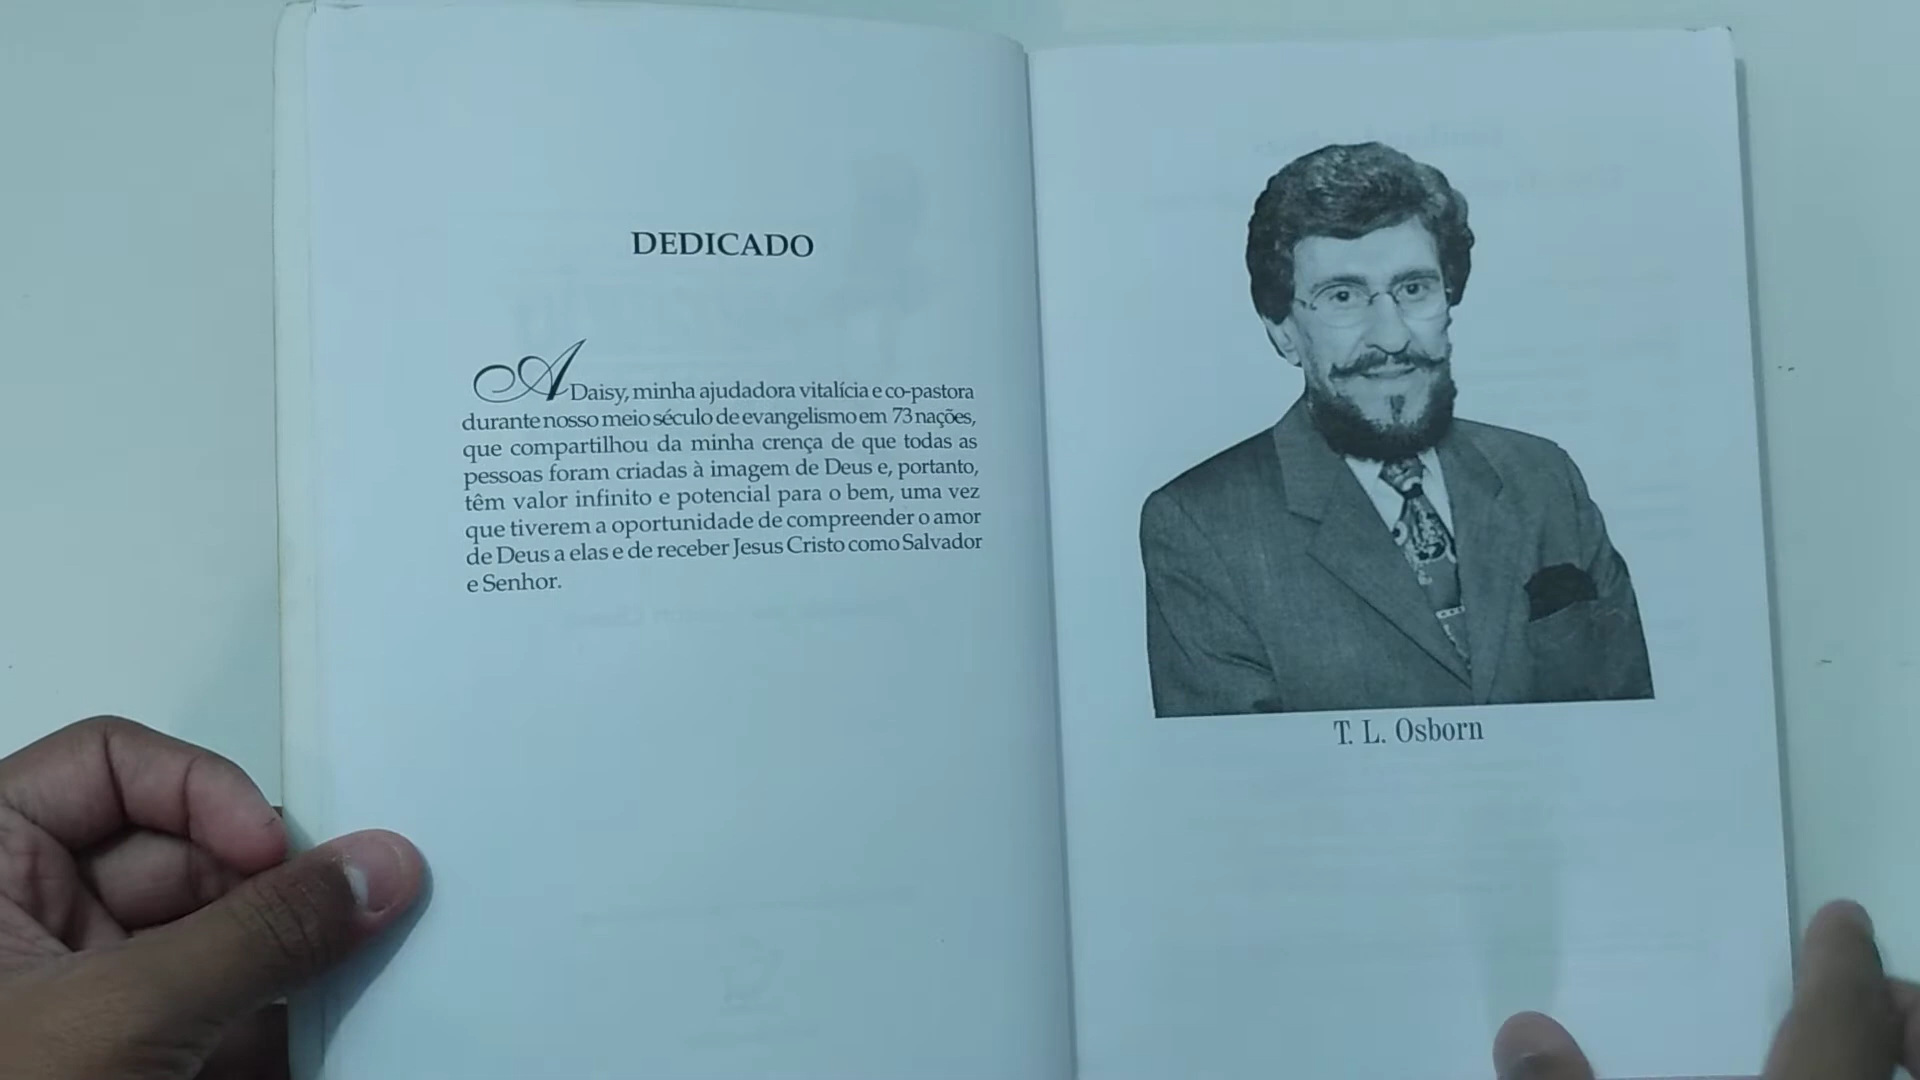 DEDICADO
A Daisy, minha ajudadora vitalícia e co-pastora
durante nosso meio século de evangelismo em 73 nações,
que compartilhou da minha crença de que todas as
pessoas foram criadas à imagem de Deus e, portanto,
têm valor infinito e potencial para o bem, uma vez
que tiverem a oportunidade de compreender o amor
de Deus a elas e de receber Jesus Cristo como Salvador
e Senhor.
T. L. Osborn